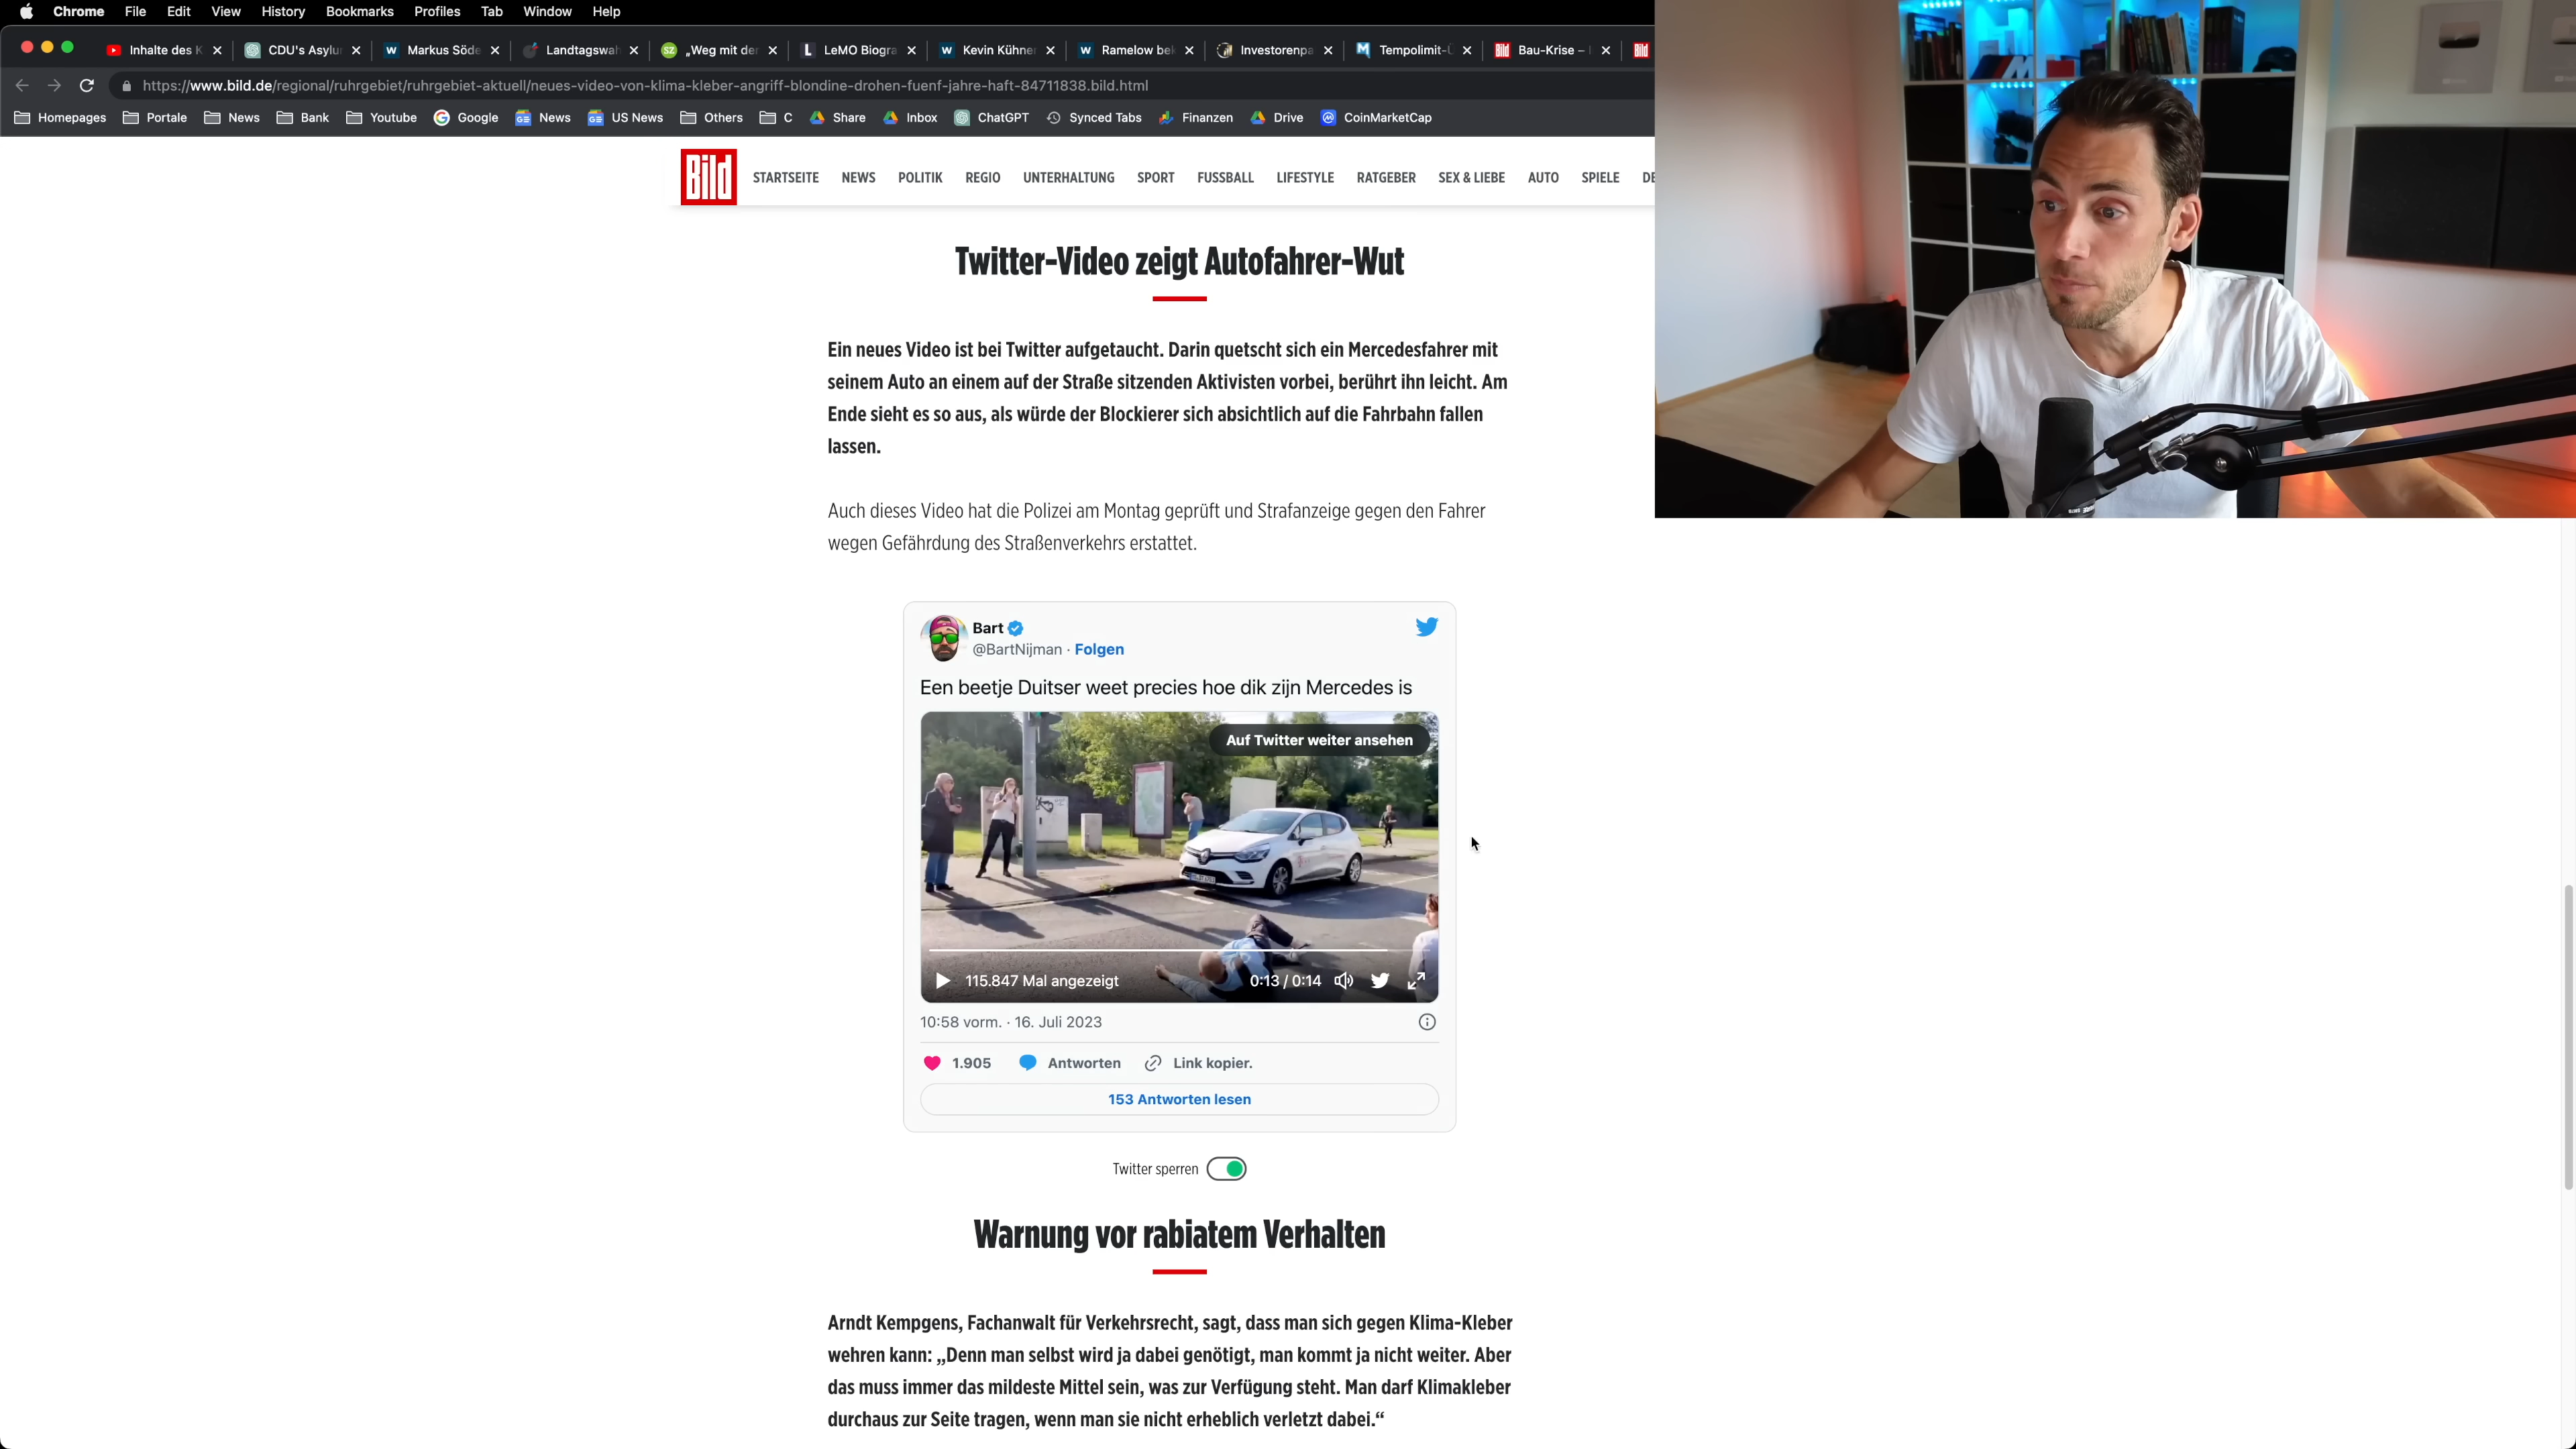 Chrome File Edit View History Bookmarks Profiles Tab Window Help
Inhalte des K CDU's Asylu Markus Söde Landtagswah „Weg mit der LeMO Biogra Kevin Kühne Ramelow bek Investorenpa Tempolimit-Ü Bau-Krise –
https://www.bild.de/regional/ruhrgebiet/ruhrgebiet-aktuell/neues-video-von-klima-kleber-angriff-blondine-drohen-fuenf-jahre-haft-84711838.bild.html
Homepages Portale News Bank Youtube Google News US News Others C Share Inbox ChatGPT Synced Tabs Finanzen Drive CoinMarketCap
Bild STARTSEITE NEWS POLITIK REGIO UNTERHALTUNG SPORT FUSSBALL LIFESTYLE RATGEBER SEX & LIEBE AUTO SPIELE DE
Twitter-Video zeigt Autofahrer-Wut
Ein neues Video ist bei Twitter aufgetaucht. Darin quetscht sich ein Mercedesfahrer mit
seinem Auto an einem auf der Straße sitzenden Aktivisten vorbei, berührt ihn leicht. Am
Ende sieht es so aus, als würde der Blockierer sich absichtlich auf die Fahrbahn fallen
lassen.
Auch dieses Video hat die Polizei am Montag geprüft und Strafanzeige gegen den Fahrer
wegen Gefährdung des Straßenverkehrs erstattet.
Bart
@BartNijman · Folgen
Een beetje Duitser weet precies hoe dik zijn Mercedes is
Auf Twitter weiter ansehen
115.847 Mal angezeigt 0:13 / 0:14
10:58 vorm. · 16. Juli 2023
1.905 Antworten Link kopier.
153 Antworten lesen
Twitter sperren
Warnung vor rabiatem Verhalten
Arndt Kempgens, Fachanwalt für Verkehrsrecht, sagt, dass man sich gegen Klima-Kleber
wehren kann: „Denn man selbst wird ja dabei genötigt, man kommt ja nicht weiter. Aber
das muss immer das mildeste Mittel sein, was zur Verfügung steht. Man darf Klimakleber
durchaus zur Seite tragen, wenn man sie nicht erheblich verletzt dabei.“